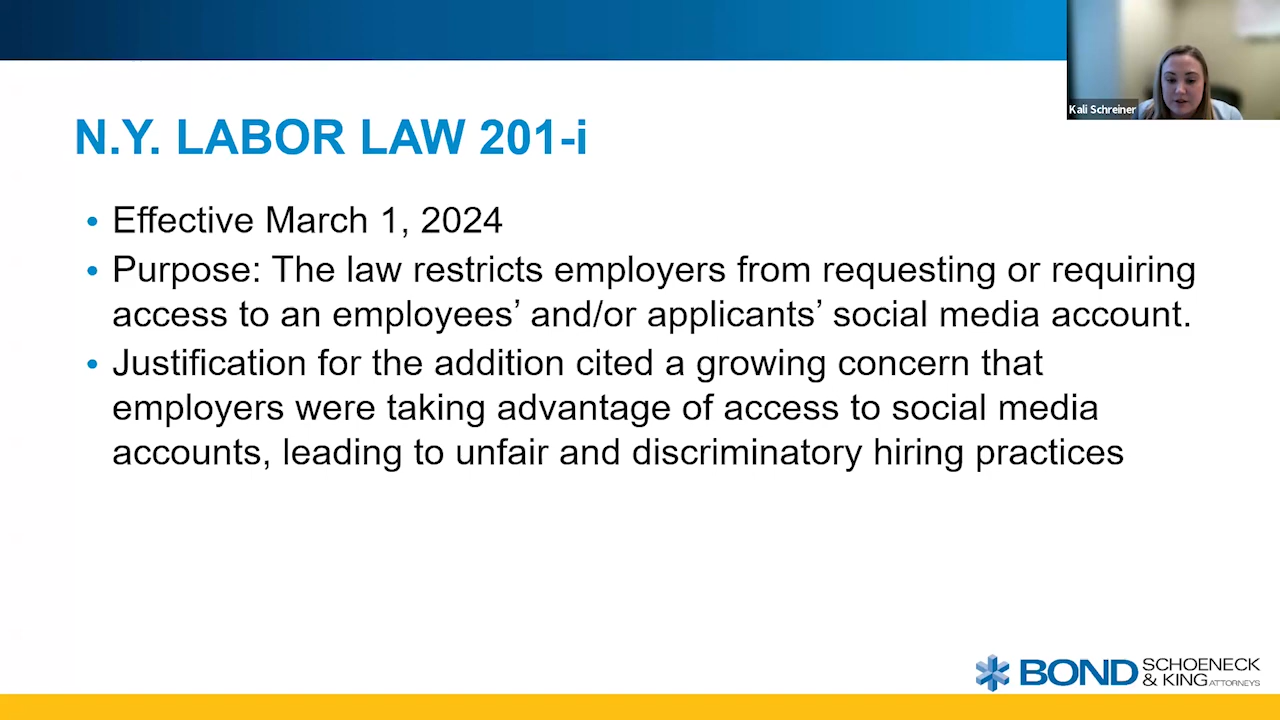 Kali Schreiner
N.Y. LABOR LAW 201-i
• Effective March 1, 2024
• Purpose: The law restricts employers from requesting or requiring
access to an employees’ and/or applicants’ social media account.
• Justification for the addition cited a growing concern that
employers were taking advantage of access to social media
accounts, leading to unfair and discriminatory hiring practices
BOND SCHOENECK
& KING ATTORNEYS